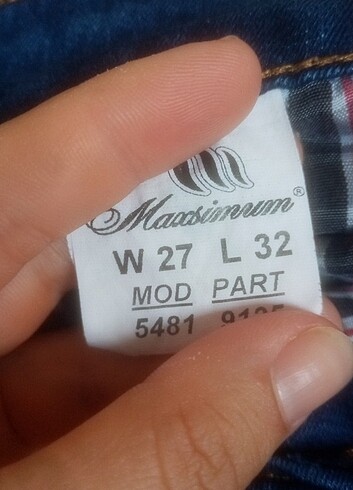 Maxsimum®
W 27 L 32
MOD PART
5481